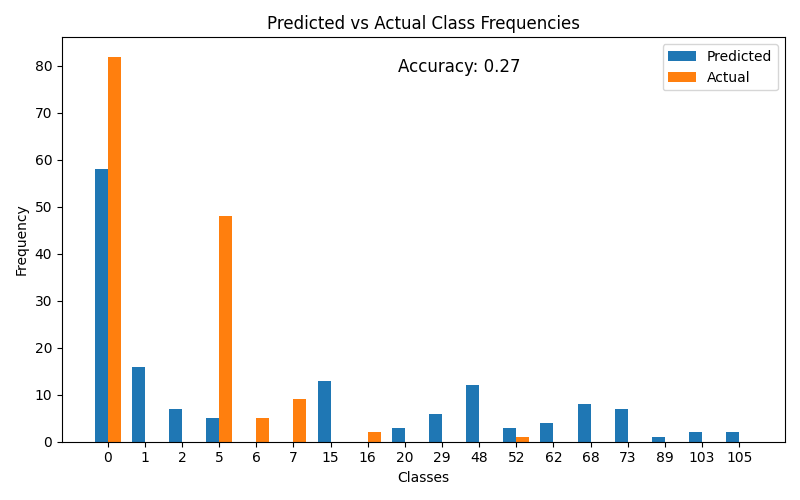 Predicted vs Actual Class Frequencies
Accuracy: 0.27
Predicted
Actual
Frequency
80
70
60
50
40
30
20
10
0
0 1 2 5 6 7 15 16 20 29 48 52 62 68 73 89 103 105
Classes